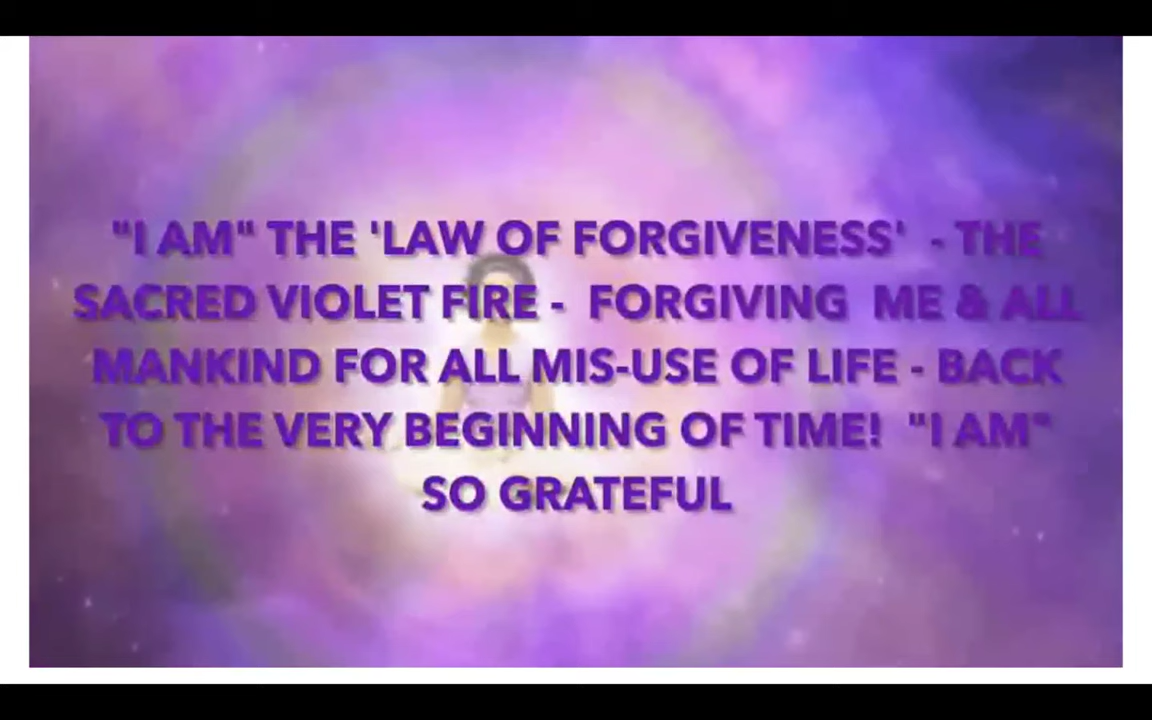 "I AM" THE 'LAW OF FORGIVENESS' - THE
SACRED VIOLET FIRE - FORGIVING ME & ALL
MANKIND FOR ALL MIS-USE OF LIFE - BACK
TO THE VERY BEGINNING OF TIME! "I AM"
SO GRATEFUL